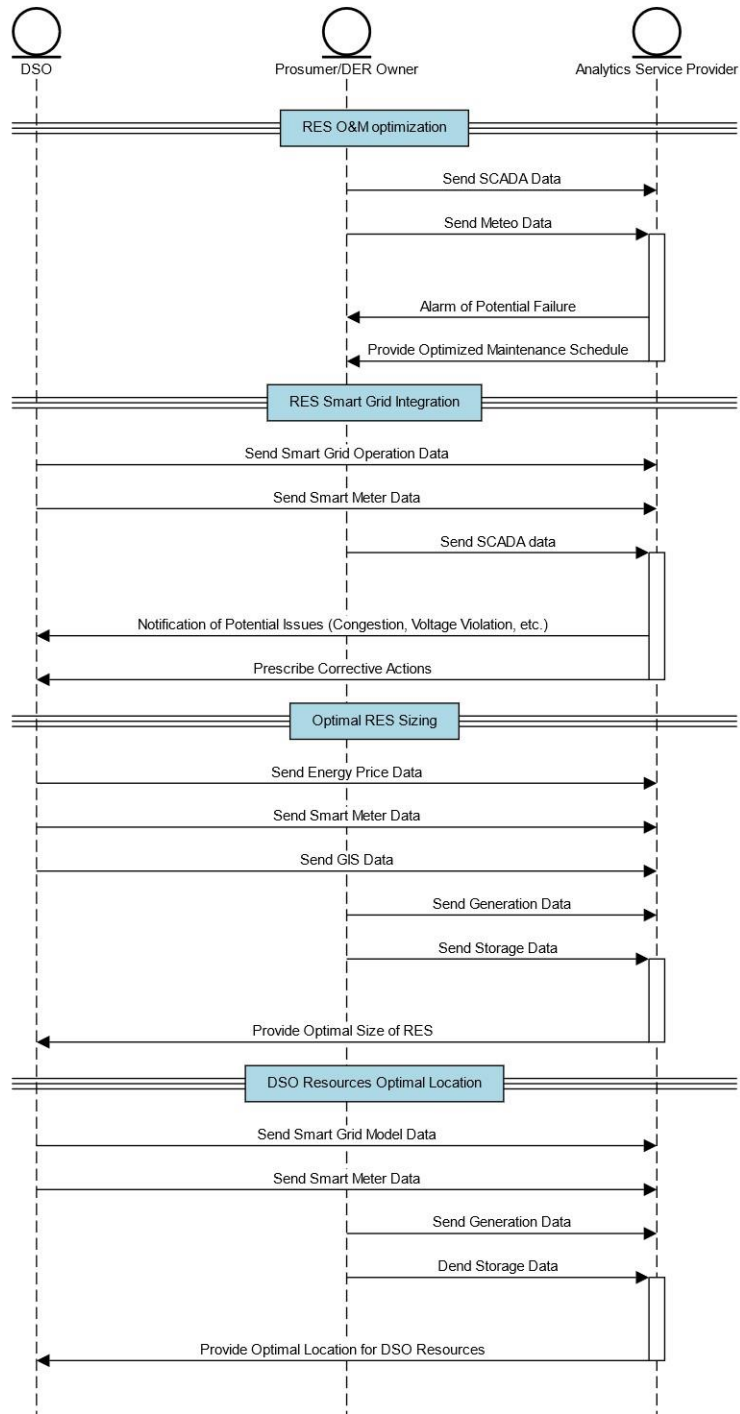 DSO
Prosumer/DER Owner
Analytics Service Provider
RES O&M optimization
Send SCADA Data
Send Meteo Data
Alarm of Potential Failure
Provide Optimized Maintenance Schedule
RES Smart Grid Integration
Send Smart Grid Operation Data
Send Smart Meter Data
Send SCADA data
Notification of Potential Issues (Congestion, Voltage Violation, etc.)
Prescribe Corrective Actions
Optimal RES Sizing
Send Energy Price Data
Send Smart Meter Data
Send GIS Data
Send Generation Data
Send Storage Data
Provide Optimal Size of RES
DSO Resources Optimal Location
Send Smart Grid Model Data
Send Smart Meter Data
Send Generation Data
Dend Storage Data
Provide Optimal Location for DSO Resources